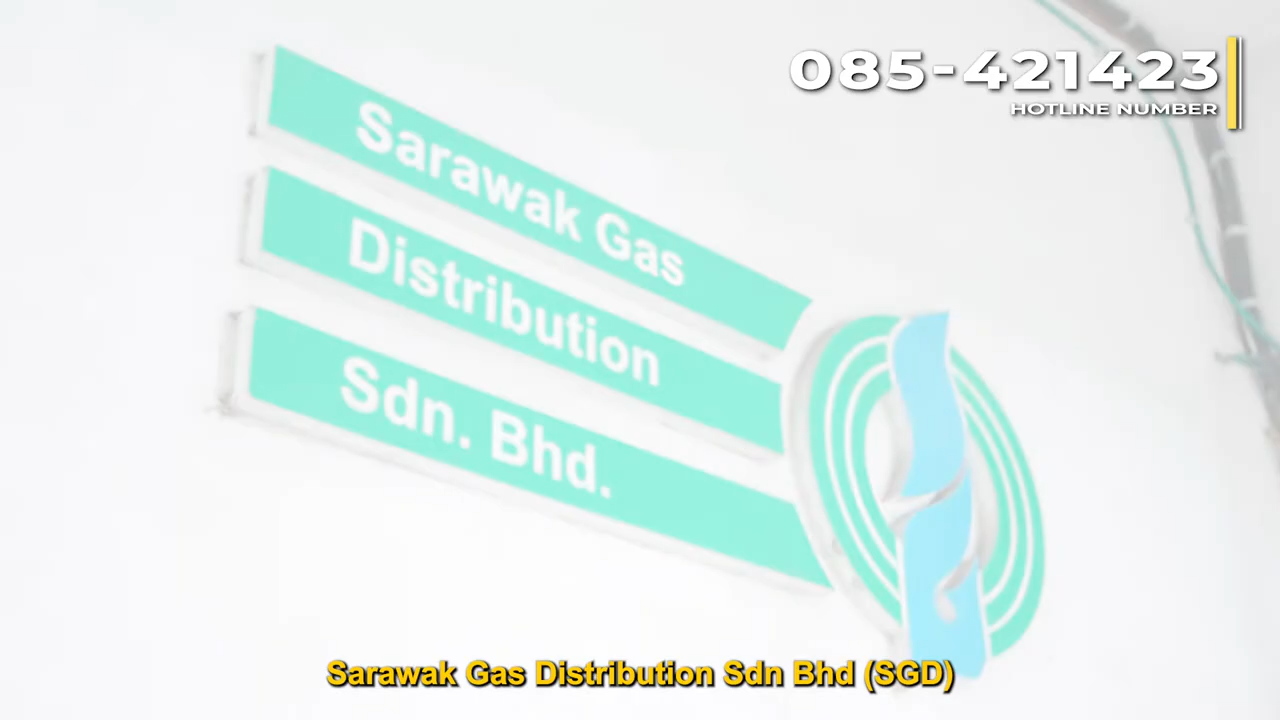 085-421423
HOTLINE NUMBER
Sarawak Gas
Distribution
Sdn. Bhd.
Sarawak Gas Distribution Sdn Bhd (SGD)